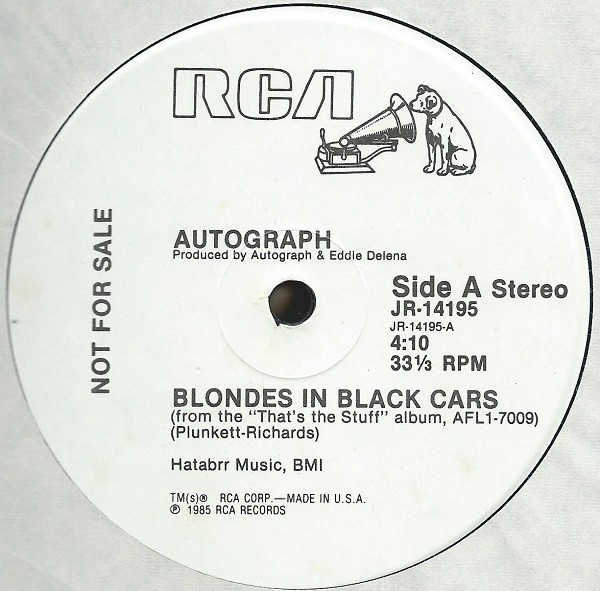 RCA
NOT FOR SALE
AUTOGRAPH
Produced by Autograph & Eddie Delena
Side A Stereo
JR-14195
JR-14195-A
4:10
33⅓ RPM
BLONDES IN BLACK CARS
(from the "That's the Stuff" album, AFL1-7009)
(Plunkett-Richards)
Hatabrr Music, BMI
TM(s)® RCA CORP.—MADE IN U.S.A.
℗ 1985 RCA RECORDS